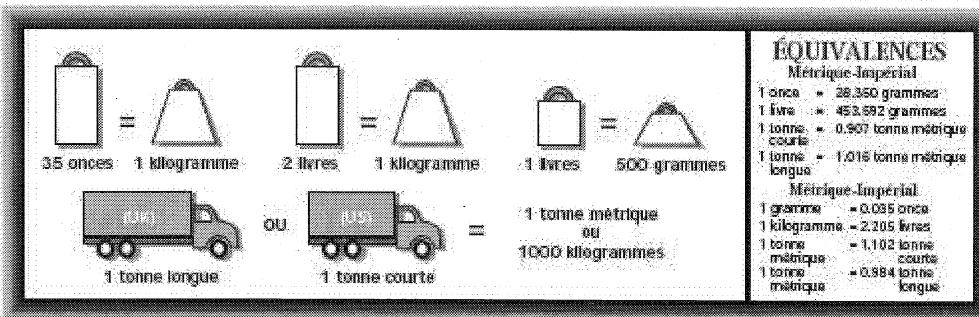 35 onces = 1 kilogramme
2 livres = 1 kilogramme
1 livres = 500 grammes
(UK)
OU
(US)
=
1 tonne métrique
ou
1000 kilogrammes
1 tonne longue
1 tonne courte
ÉQUIVALENCES
Métrique-Impérial
1 once = 28.350 grammes
1 livre = 453.592 grammes
1 tonne = 0.907 tonne métrique
courte
1 tonne = 1.016 tonne métrique
longue
Métrique-Impérial
1 gramme = 0.035 once
1 kilogramme = 2.205 livres
1 tonne = 1.102 tonne
métrique courte
1 tonne = 0.984 tonne
métrique longue